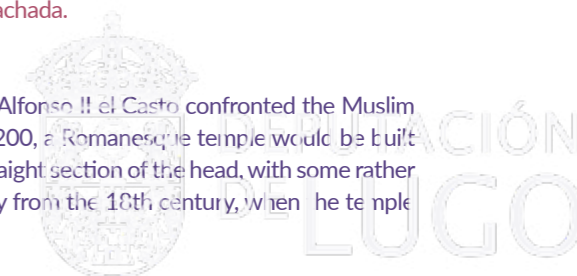 achada.
Alfonso II el Casto confronted the Muslim
200, a Romanesque temple would be built
aight section of the head, with some rather
y from the 18th century, when he temple
DEPUTACIÓN
DE LUGO